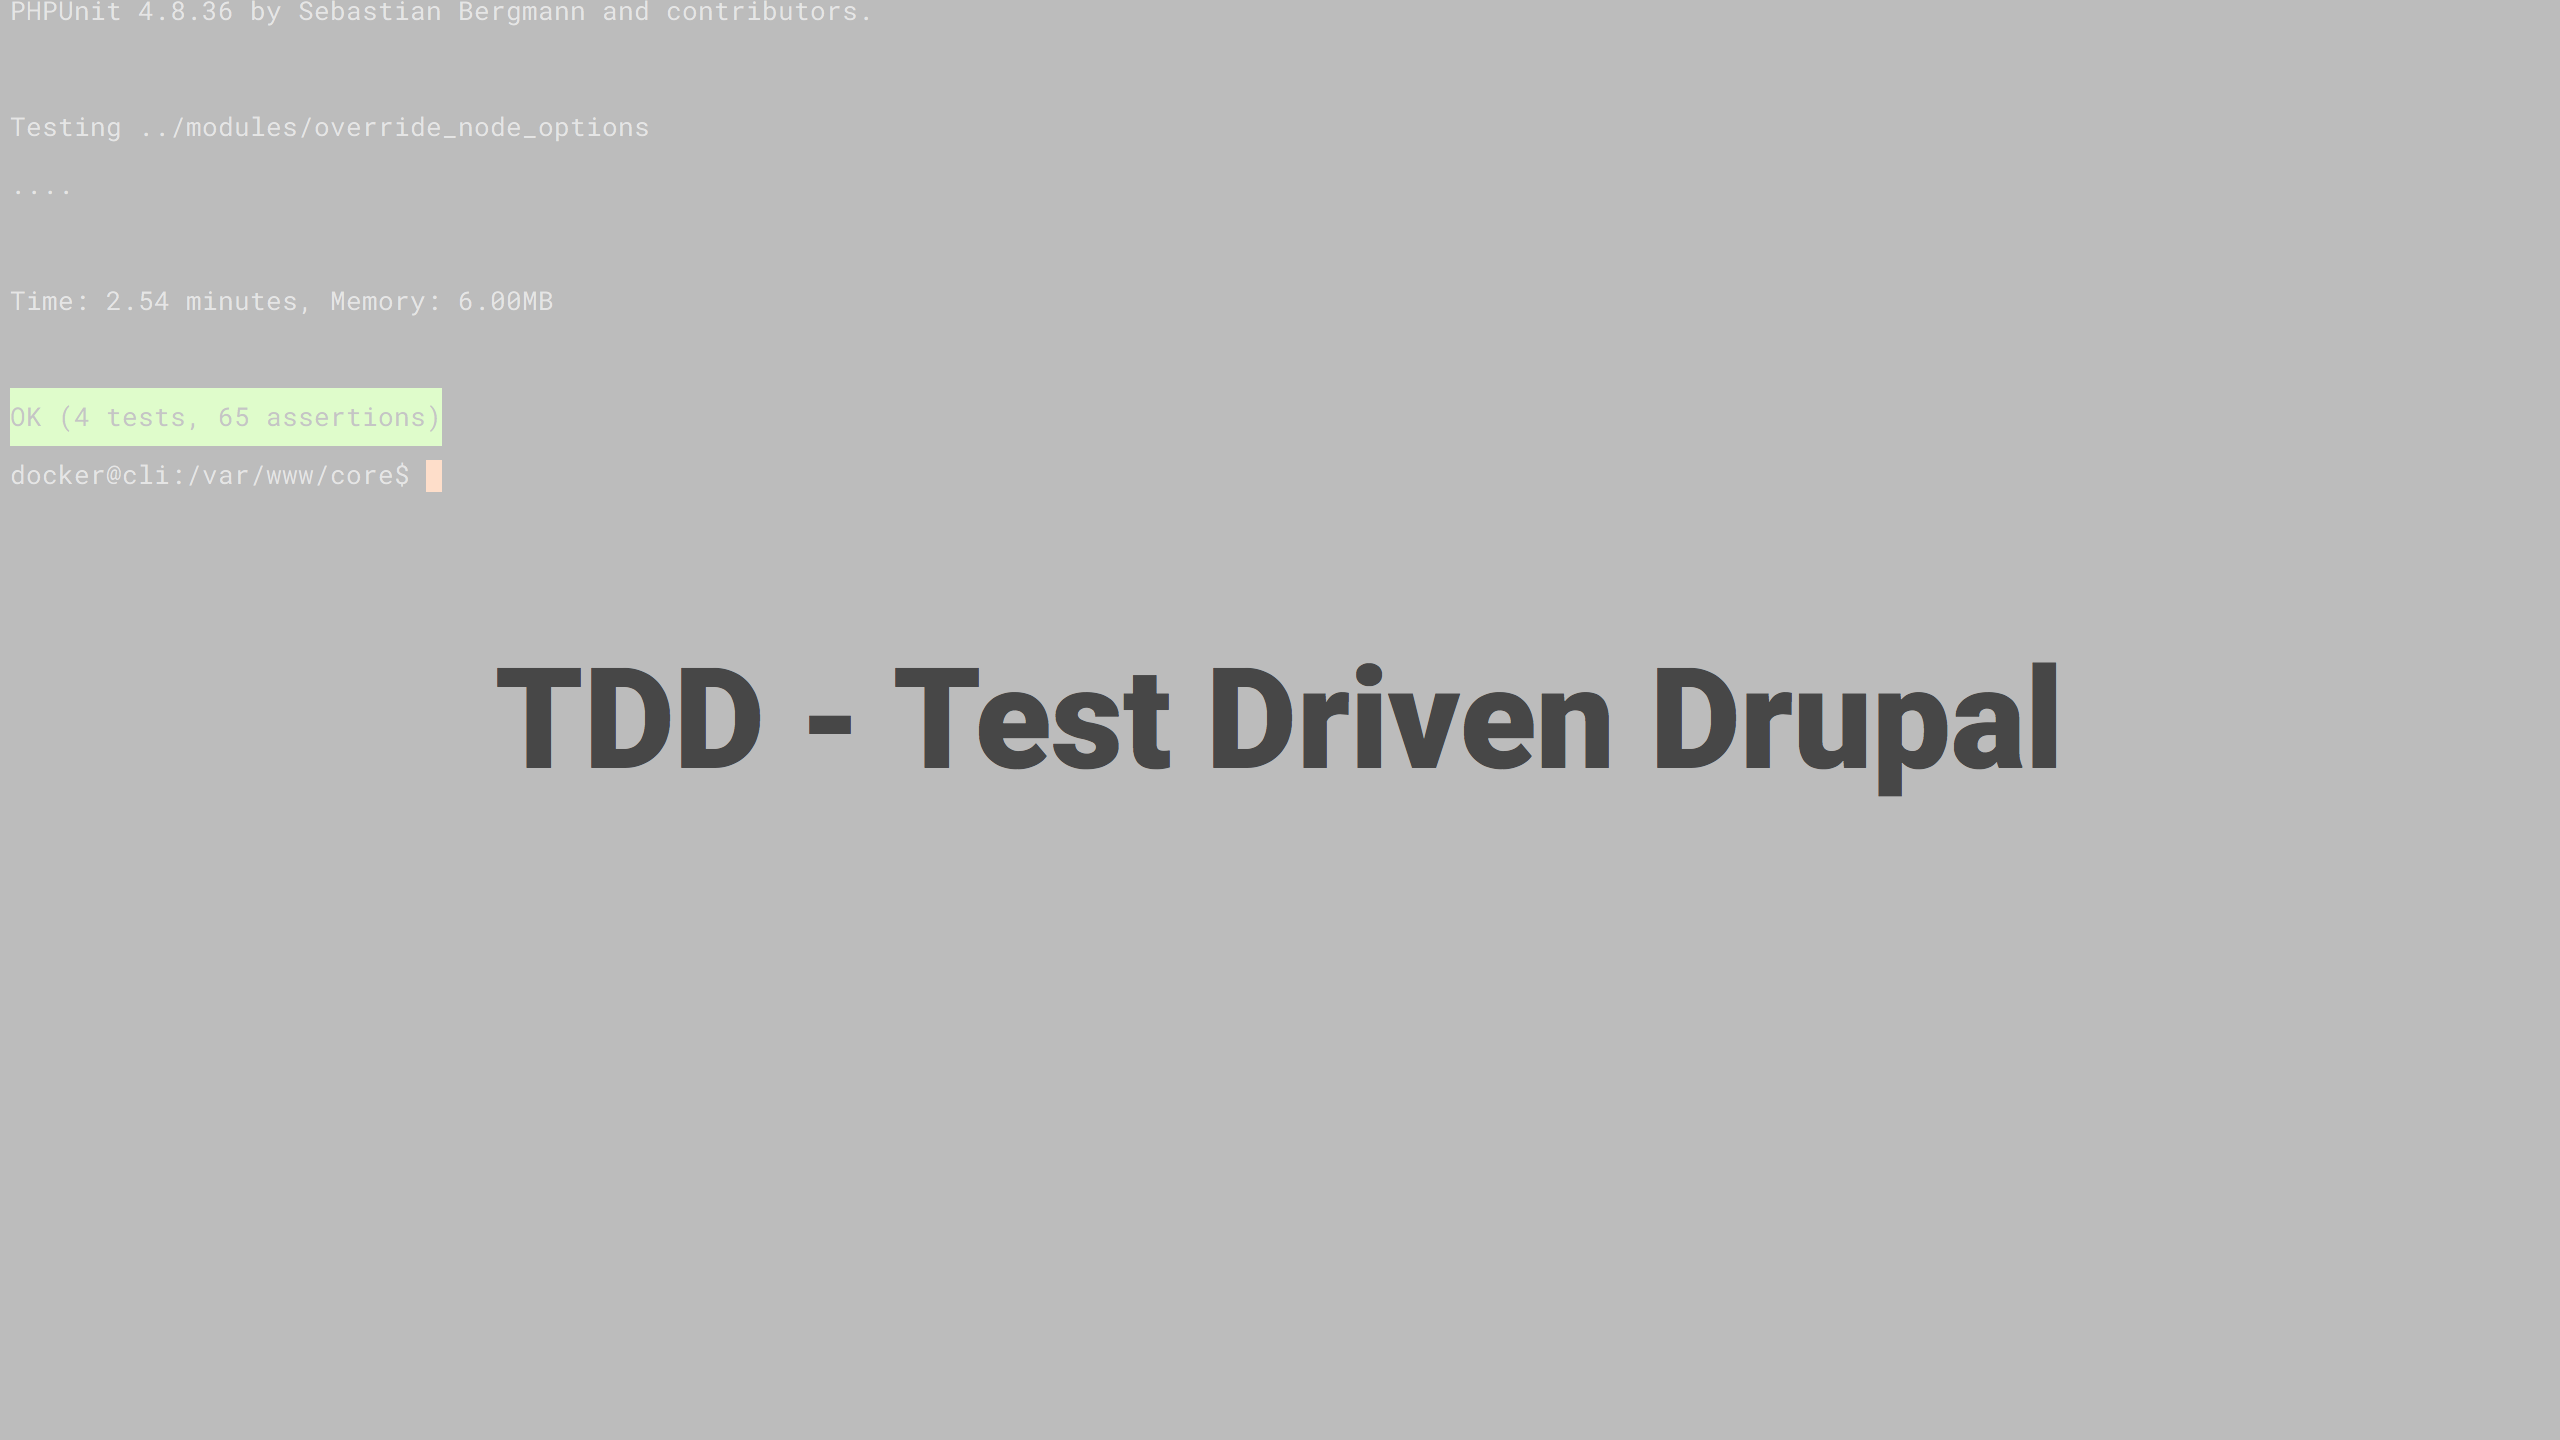 PHPUnit 4.8.36 by Sebastian Bergmann and contributors.
Testing ../modules/override_node_options
....
Time: 2.54 minutes, Memory: 6.00MB
OK (4 tests, 65 assertions)
docker@cli:/var/www/core$
TDD - Test Driven Drupal